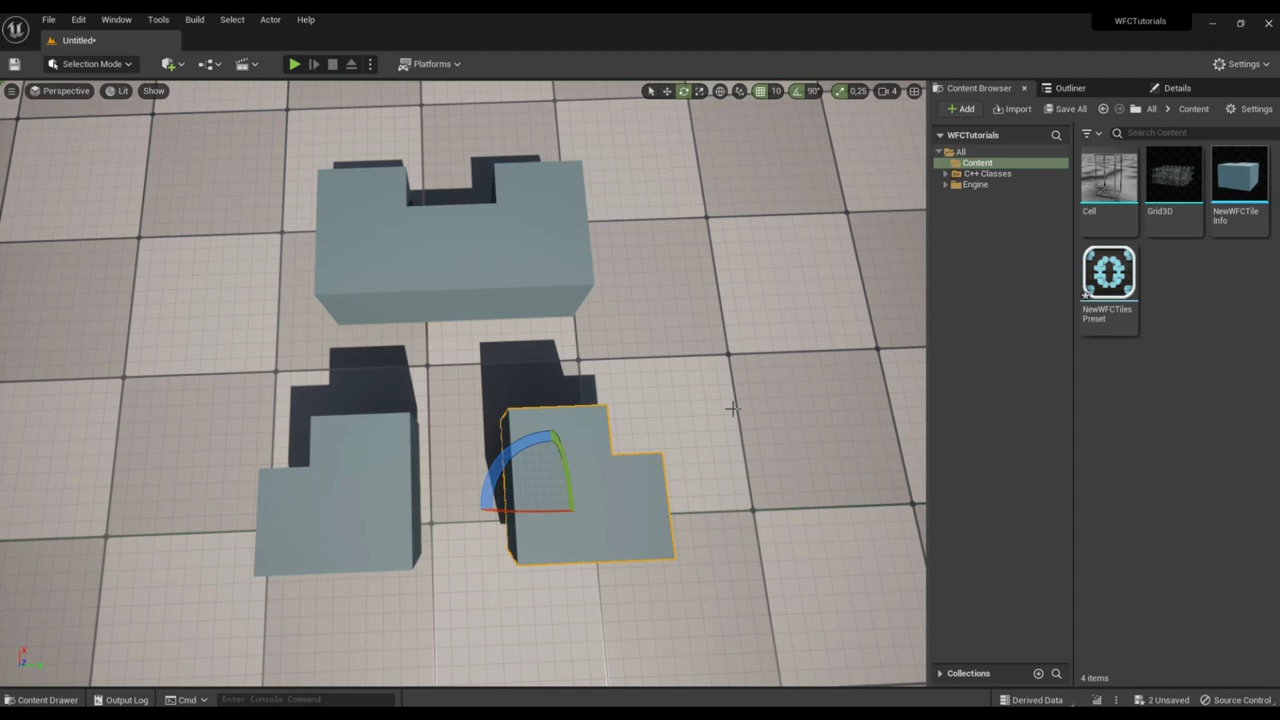 WFCTutorials
File Edit Window Tools Build Select Actor Help
Untitled*
Selection Mode Platforms Settings
Perspective Lit Show 10 90° 0,25 4
Content Browser Outliner Details
Add Import Save All All Content Settings
WFCTutorials Search Content
All
Content
C++ Classes
Engine
Cell Grid3D NewWFCTile
Info
NewWFCTiles
Preset
X
Z
Collections 4 items
Content Drawer Output Log Cmd Enter Console Command Derived Data 2 Unsaved Source Control